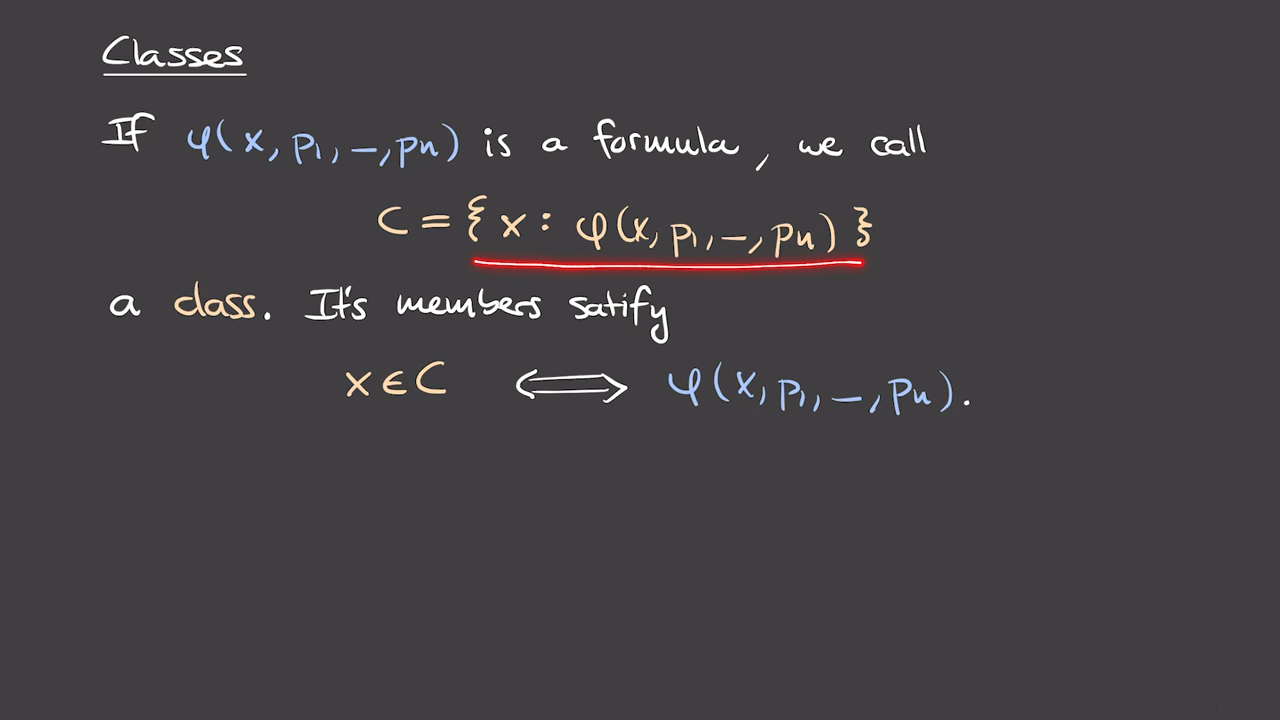 Classes
If φ(x, p₁, –, pₙ) is a formula, we call
C = { x : φ(x, p₁, –, pₙ) }
a class. It's members satify
x ∈ C ⟺ φ(x, p₁, –, pₙ).